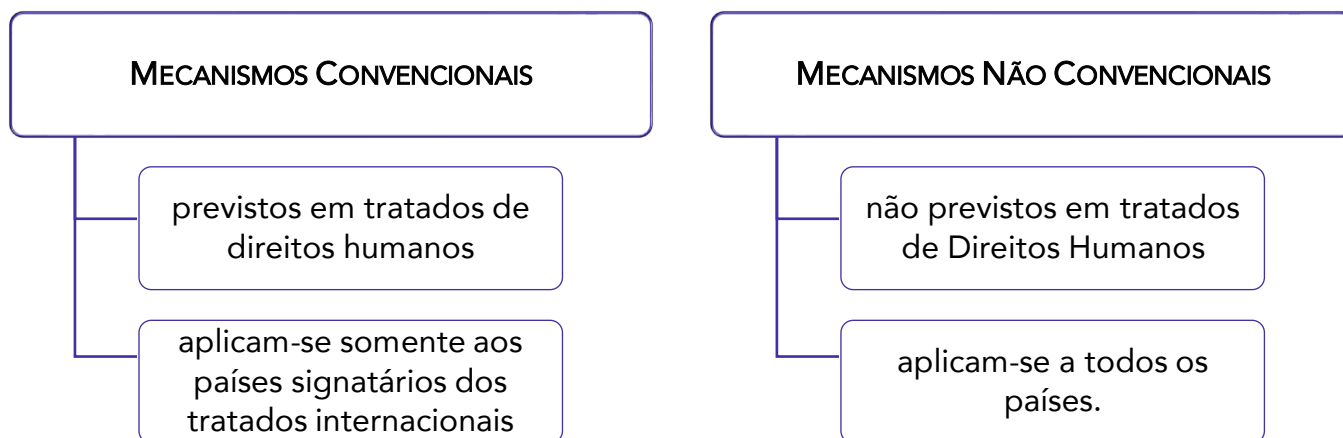 MECANISMOS CONVENCIONAIS
previstos em tratados de
direitos humanos
aplicam-se somente aos
países signatários dos
tratados internacionais
MECANISMOS NÃO CONVENCIONAIS
não previstos em tratados
de Direitos Humanos
aplicam-se a todos os
países.